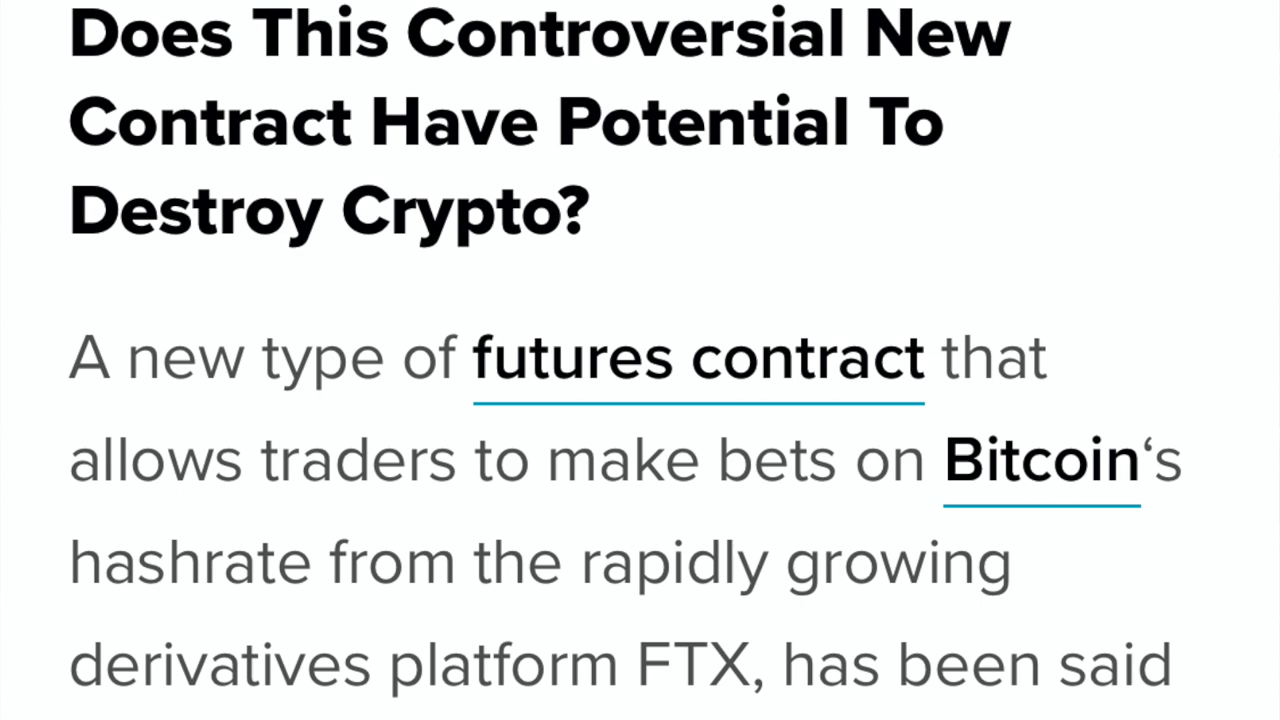 Does This Controversial New
Contract Have Potential To
Destroy Crypto?
A new type of futures contract that
allows traders to make bets on Bitcoin‘s
hashrate from the rapidly growing
derivatives platform FTX, has been said